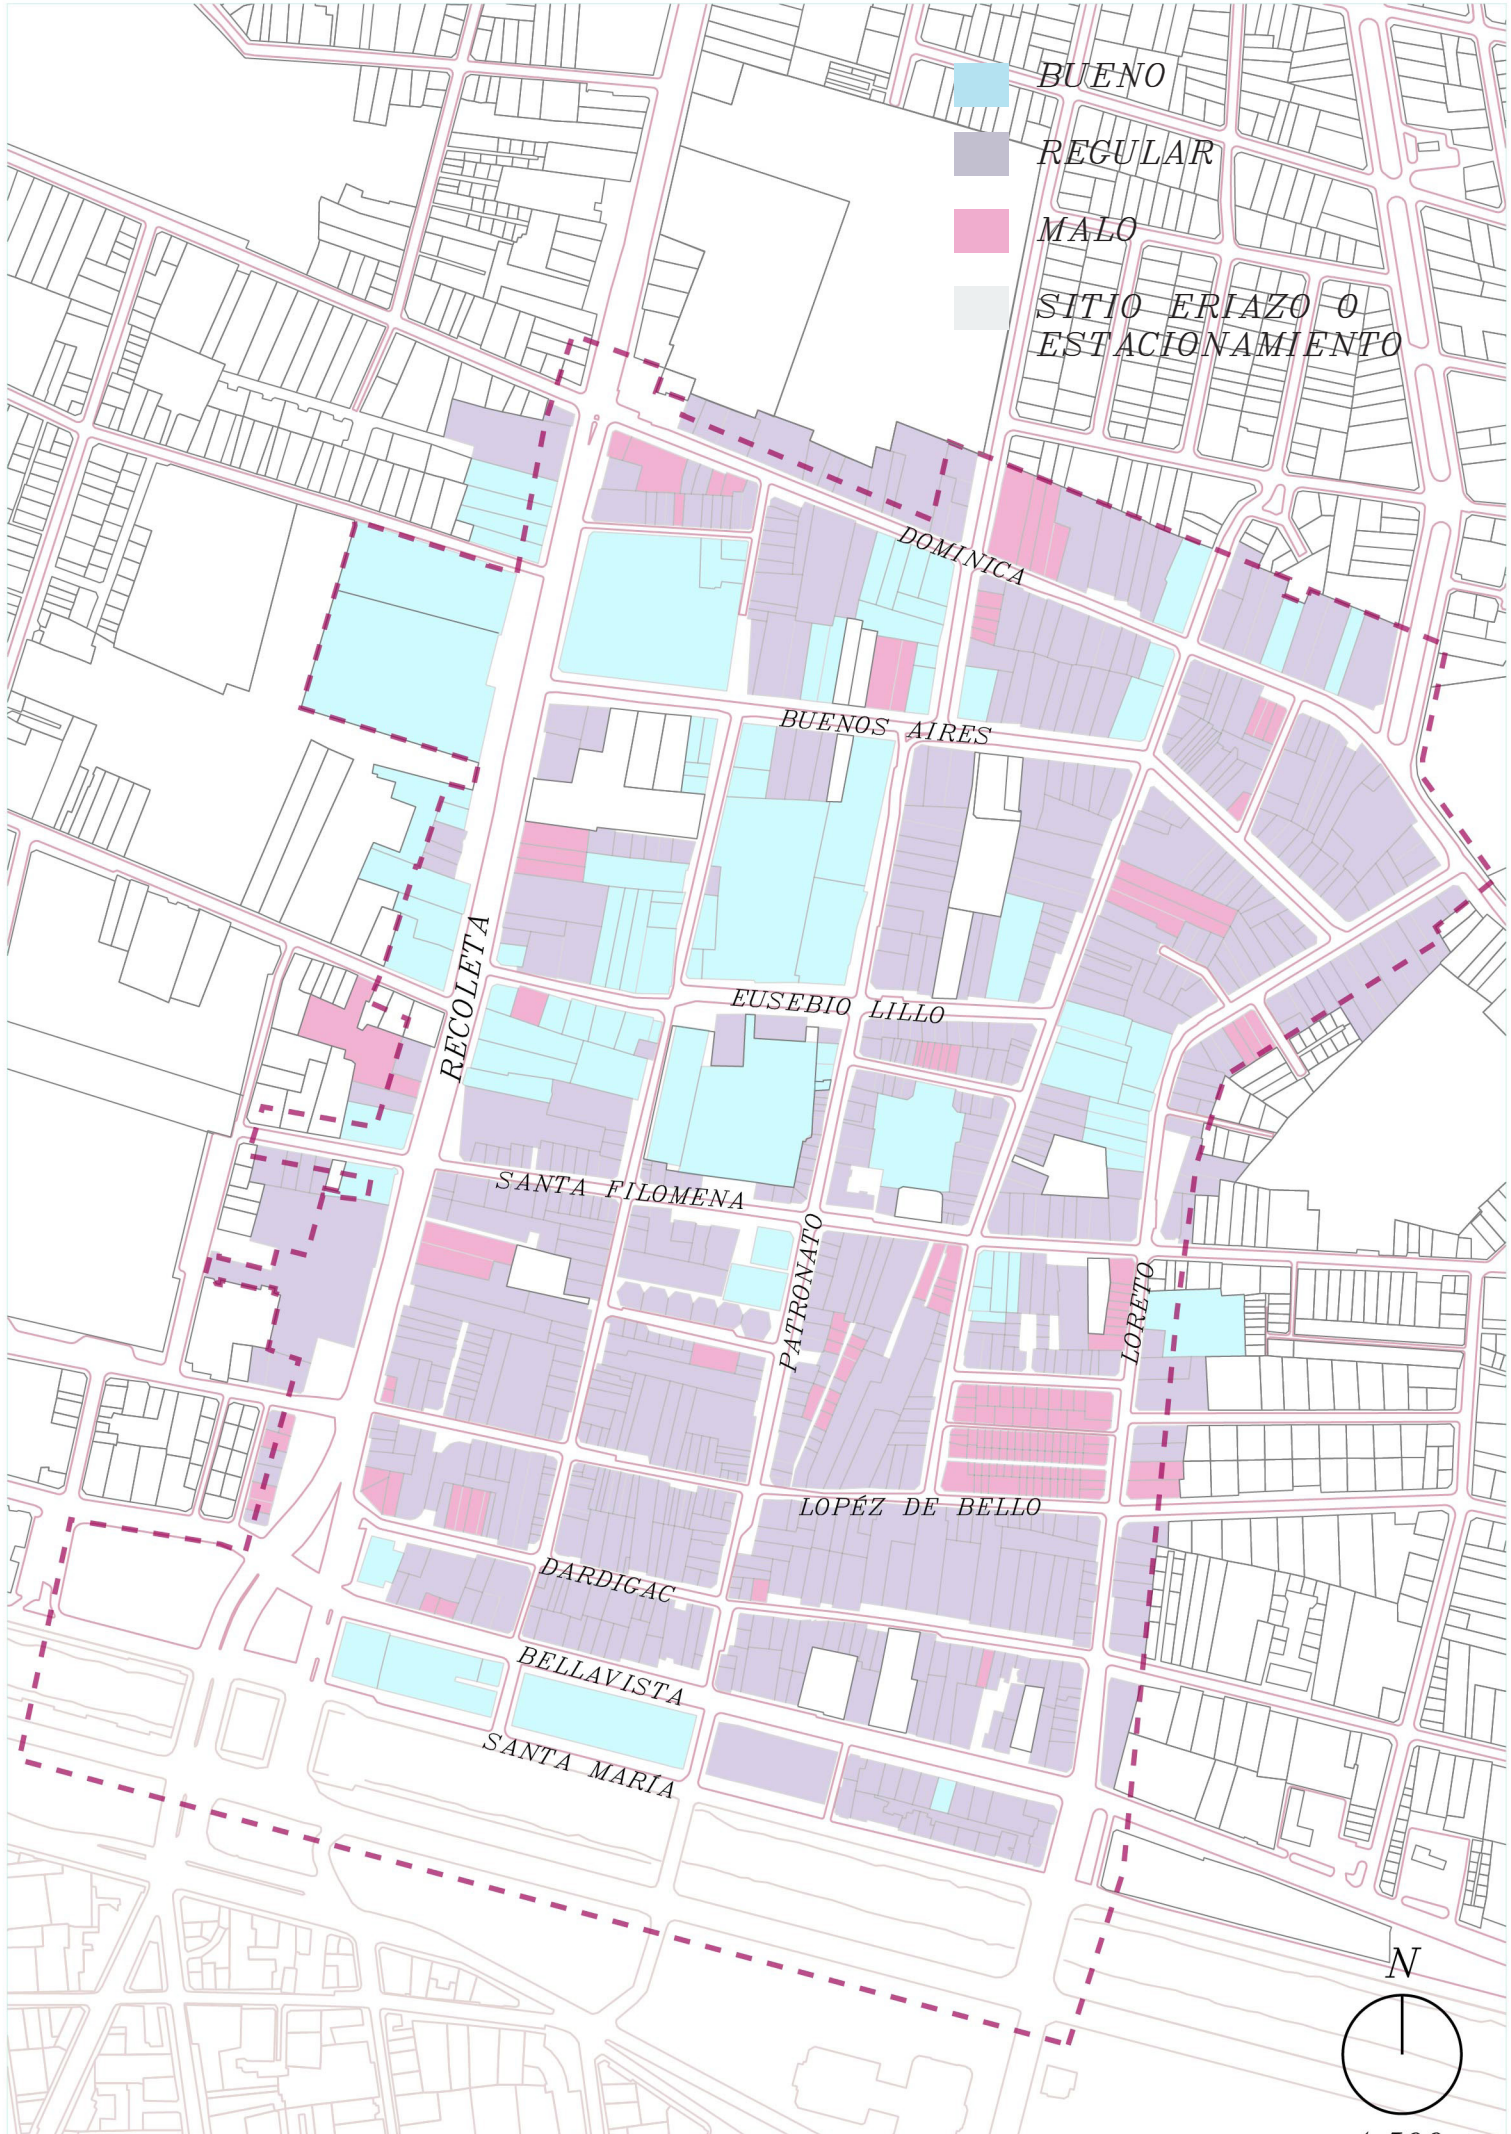 BUENO
REGULAR
MALO
SITIO ERIAZO O
ESTACIONAMIENTO
DOMINICA
BUENOS AIRES
RECOLETA
EUSEBIO LILLO
SANTA FILOMENA
PATRONATO
LORETO
LOPÉZ DE BELLO
DARDIGAC
BELLAVISTA
SANTA MARÍA
N